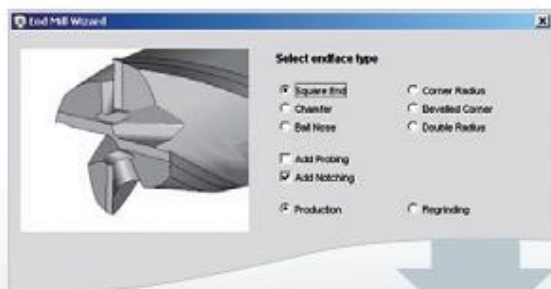 End Mill Wizard
Select endface type
Square End
Corner Radius
Chamfer
Bevelled Corner
Ball Nose
Double Radius
Add Probing
Add Notching
Production
Regrinding